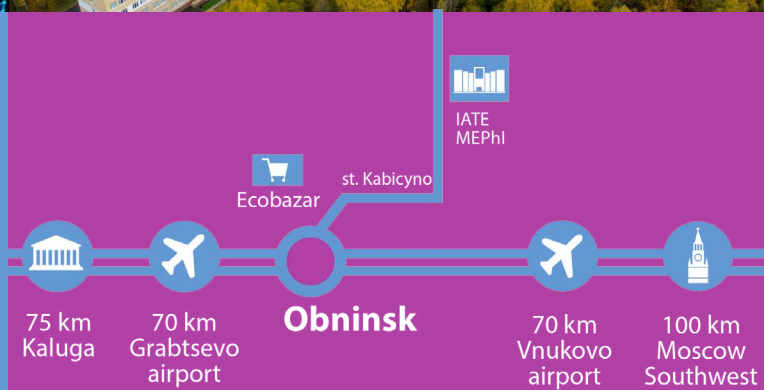 IATE
MEPhI
st. Kabicyno
Ecobazar
Obninsk
75 km
Kaluga
70 km
Grabtsevo
airport
70 km
Vnukovo
airport
100 km
Moscow
Southwest